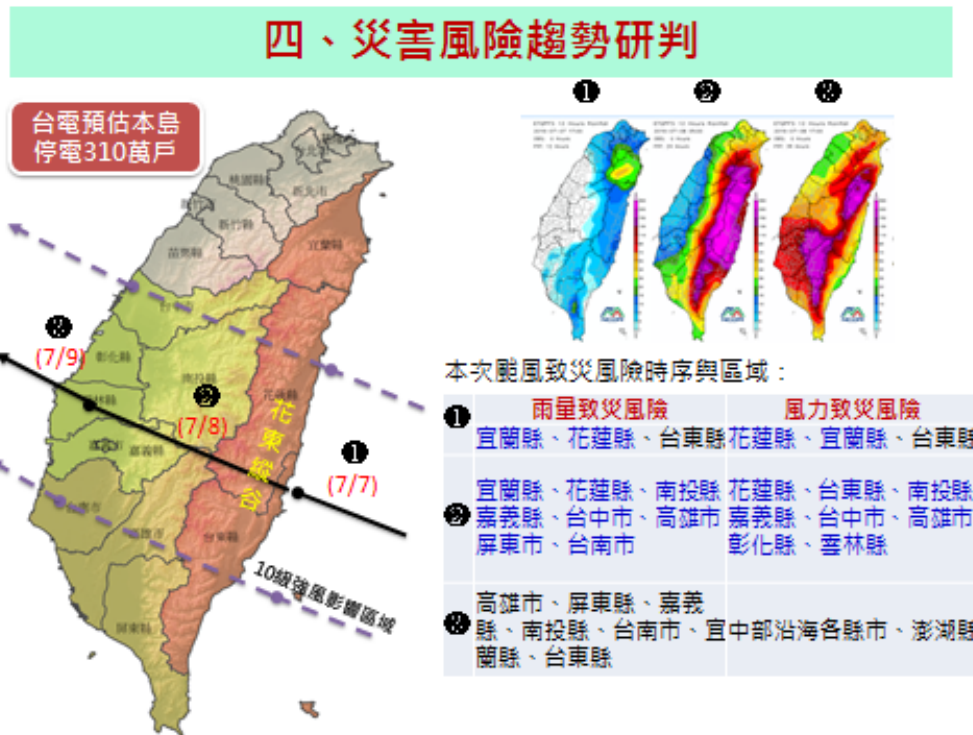 四、災害風險趨勢研判
台電預估本島
停電310萬戶
❶
❷
❸
桃園縣
新北市
新竹縣
苗栗縣
宜蘭縣
❸
(7/9)
彰化縣
南投縣
❷
(7/8)
花東縱谷
❶
(7/7)
嘉義縣
台南市
高雄市
台東縣
屏東縣
10級強風影響區域
本次颱風致災風險時序與區域：
❶
雨量致災風險
風力致災風險
宜蘭縣、花蓮縣、台東縣
花蓮縣、宜蘭縣、台東縣
❷
宜蘭縣、花蓮縣、南投縣
嘉義縣、台中市、高雄市
屏東市、台南市
花蓮縣、台東縣、南投縣
嘉義縣、台中市、高雄市
彰化縣、雲林縣
❸
高雄市、屏東縣、嘉義
縣、南投縣、台南市、宜
蘭縣、台東縣
中部沿海各縣市、澎湖縣